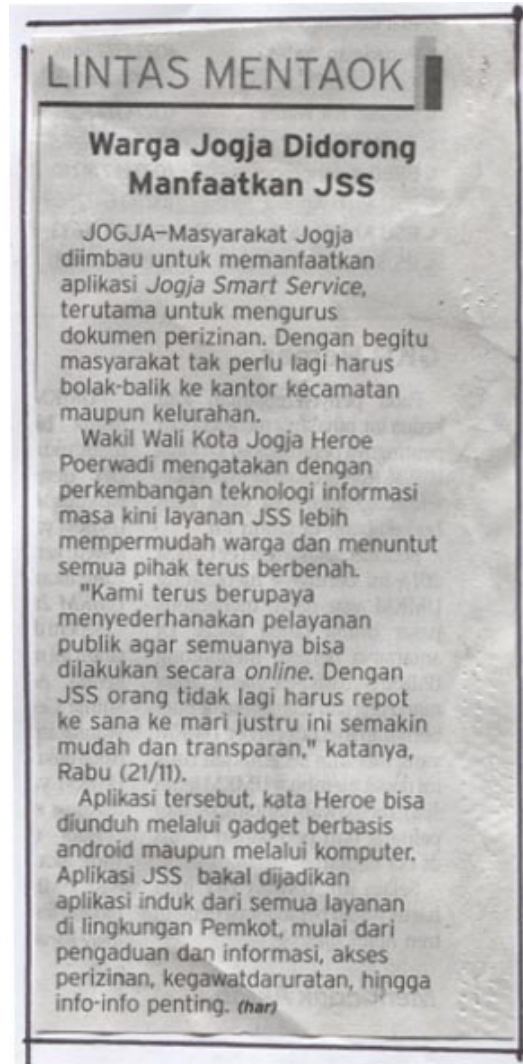 LINTAS MENTAOK
Warga Jogja Didorong
Manfaatkan JSS
JOGJA—Masyarakat Jogja
diimbau untuk memanfaatkan
aplikasi Jogja Smart Service,
terutama untuk mengurus
dokumen perizinan. Dengan begitu
masyarakat tak perlu lagi harus
bolak-balik ke kantor kecamatan
maupun kelurahan.
Wakil Wali Kota Jogja Heroe
Poerwadi mengatakan dengan
perkembangan teknologi informasi
masa kini layanan JSS lebih
mempermudah warga dan menuntut
semua pihak terus berbenah.
"Kami terus berupaya
menyederhanakan pelayanan
publik agar semuanya bisa
dilakukan secara online. Dengan
JSS orang tidak lagi harus repot
ke sana ke mari justru ini semakin
mudah dan transparan," katanya,
Rabu (21/11).
Aplikasi tersebut, kata Heroe bisa
diunduh melalui gadget berbasis
android maupun melalui komputer.
Aplikasi JSS bakal dijadikan
aplikasi induk dari semua layanan
di lingkungan Pemkot, mulai dari
pengaduan dan informasi, akses
perizinan, kegawatdaruratan, hingga
info-info penting. (har)